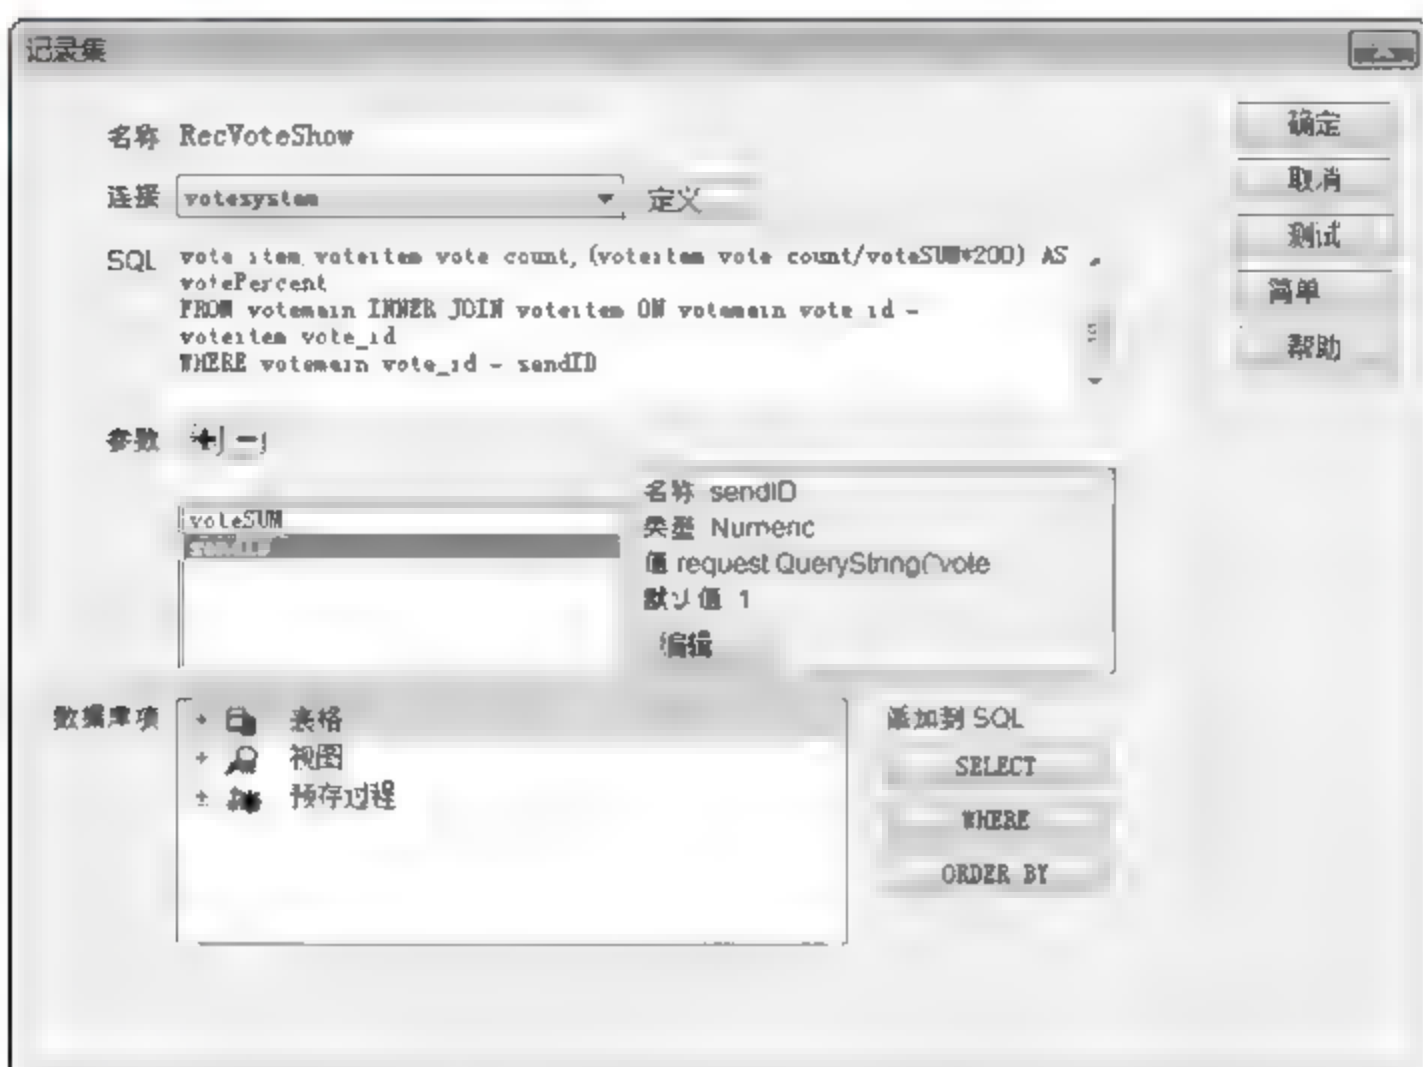 记录集
名称 RecVoteShow
连接 votesystem 定义
SQL vote item voteitem vote count, (voteitem vote count/voteSUM*200) AS
votePercent
FROM votemain INNER JOIN voteitem ON votemain vote id -
voteitem vote_id
WHERE votemain vote_id - sendID
参数
voteSUM
sendID
名称 sendID
类型 Numeric
值 request QueryString("vote
默认值 1
编辑
数据库项
表格
视图
预存过程
添加到 SQL
SELECT
WHERE
ORDER BY
确定
取消
测试
简单
帮助